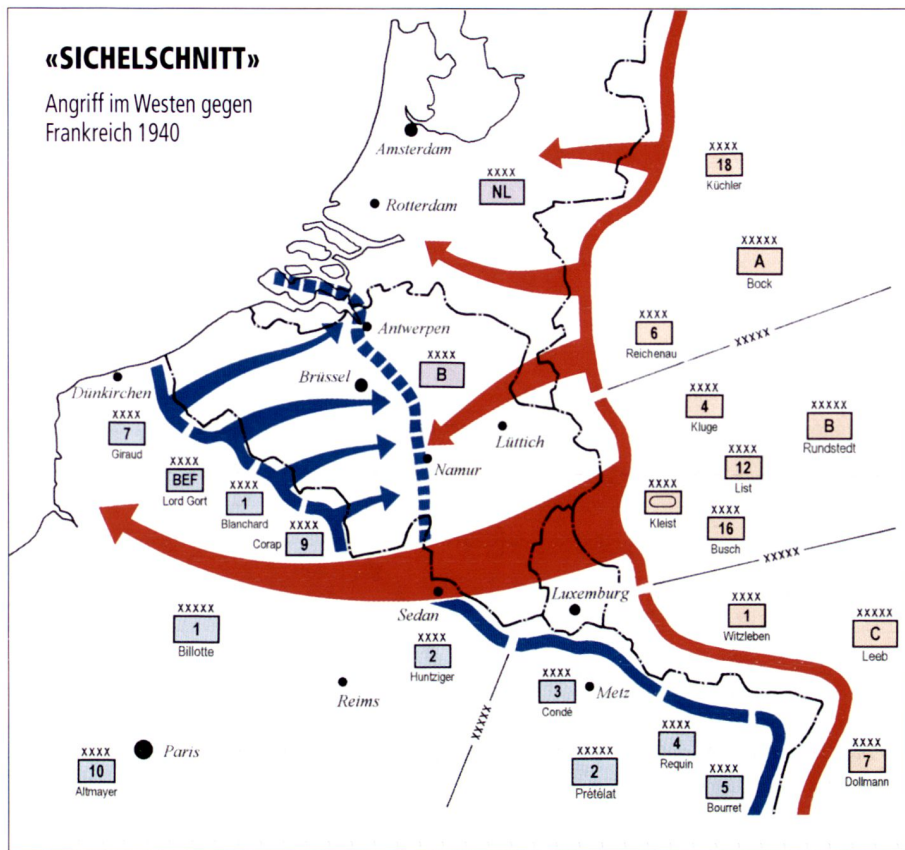 «SICHELSCHNITT»
Angriff im Westen gegen
Frankreich 1940
Amsterdam
XXXX
18
Küchler
XXXX
NL
Rotterdam
XXXXX
A
Bock
XXXX
6
Reichenau
XXXXX
Antwerpen
XXXX
B
Brüssel
Dünkirchen
XXXX
7
Giraud
XXXX
4
Kluge
XXXXX
B
Rundstedt
Lüttich
Namur
XXXX
12
List
XXXX
BEF
Lord Gort
XXXX
1
Blanchard
XXXX
Kleist
XXXX
16
Busch
XXXX
Corap
9
XXXXX
Sedan
Luxemburg
XXXXX
1
Billotte
XXXX
1
Witzleben
XXXXX
C
Leeb
XXXX
2
Huntziger
Reims
XXXX
3
Condé
Metz
XXXXX
Paris
XXXX
10
Altmayer
XXXXX
2
Prételat
XXXX
4
Requin
XXXX
5
Bourret
XXXX
7
Dollmann